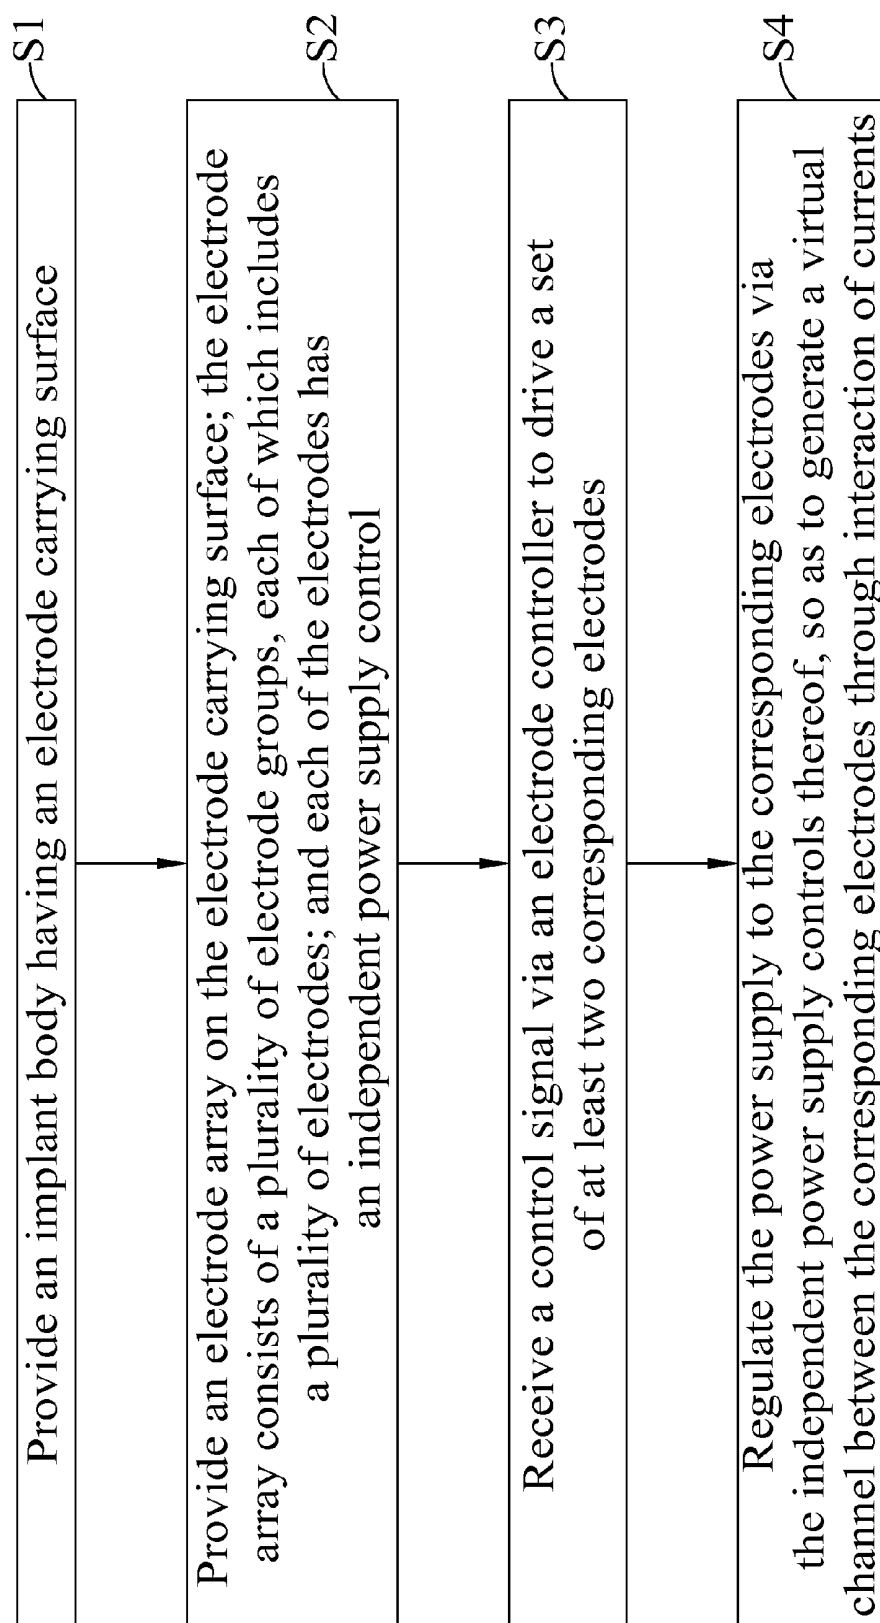 S1
Provide an implant body having an electrode carrying surface
S2
Provide an electrode array on the electrode carrying surface; the electrode
array consists of a plurality of electrode groups, each of which includes
a plurality of electrodes; and each of the electrodes has
an independent power supply control
S3
Receive a control signal via an electrode controller to drive a set
of at least two corresponding electrodes
S4
Regulate the power supply to the corresponding electrodes via
the independent power supply controls thereof, so as to generate a virtual
channel between the corresponding electrodes through interaction of currents